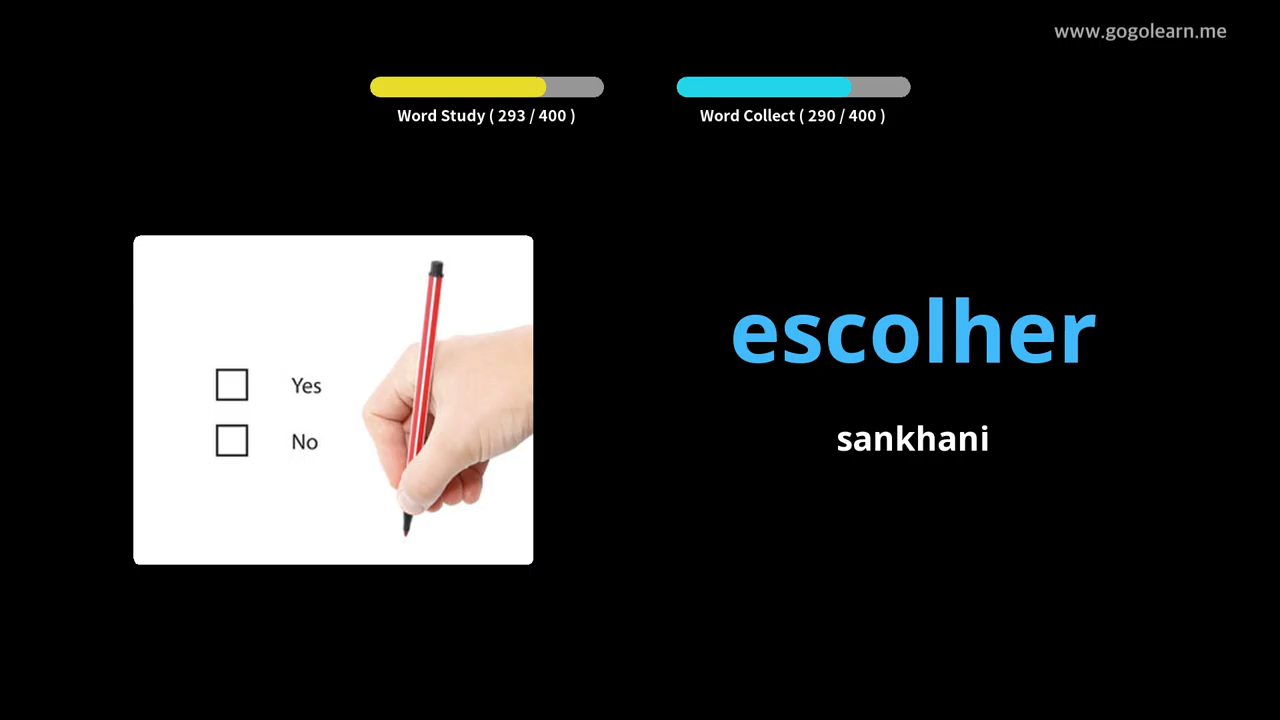 www.gogolearn.me
Word Study ( 293 / 400 )
Word Collect ( 290 / 400 )
Yes
No
escolher
sankhani